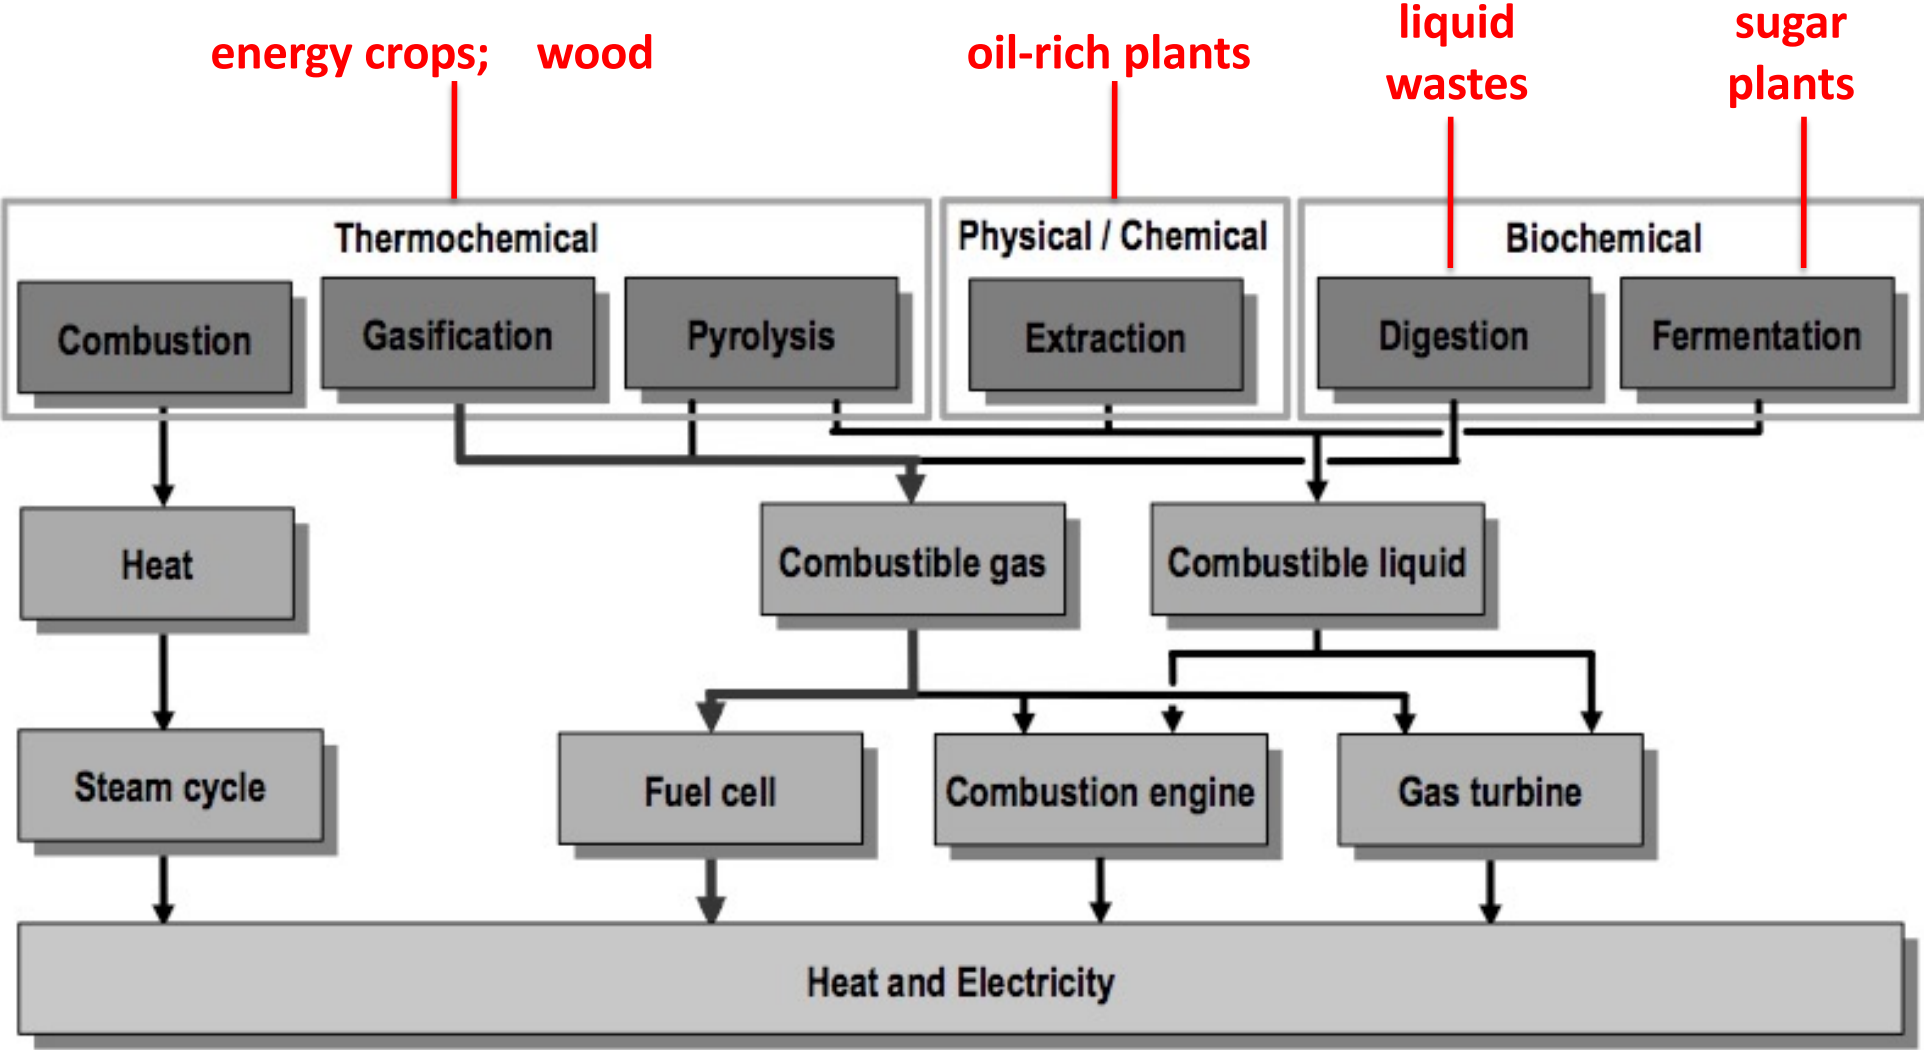 energy crops; wood
oil-rich plants
liquid
wastes
sugar
plants
Thermochemical
Physical / Chemical
Biochemical
Combustion
Gasification
Pyrolysis
Extraction
Digestion
Fermentation
Heat
Combustible gas
Combustible liquid
Steam cycle
Fuel cell
Combustion engine
Gas turbine
Heat and Electricity